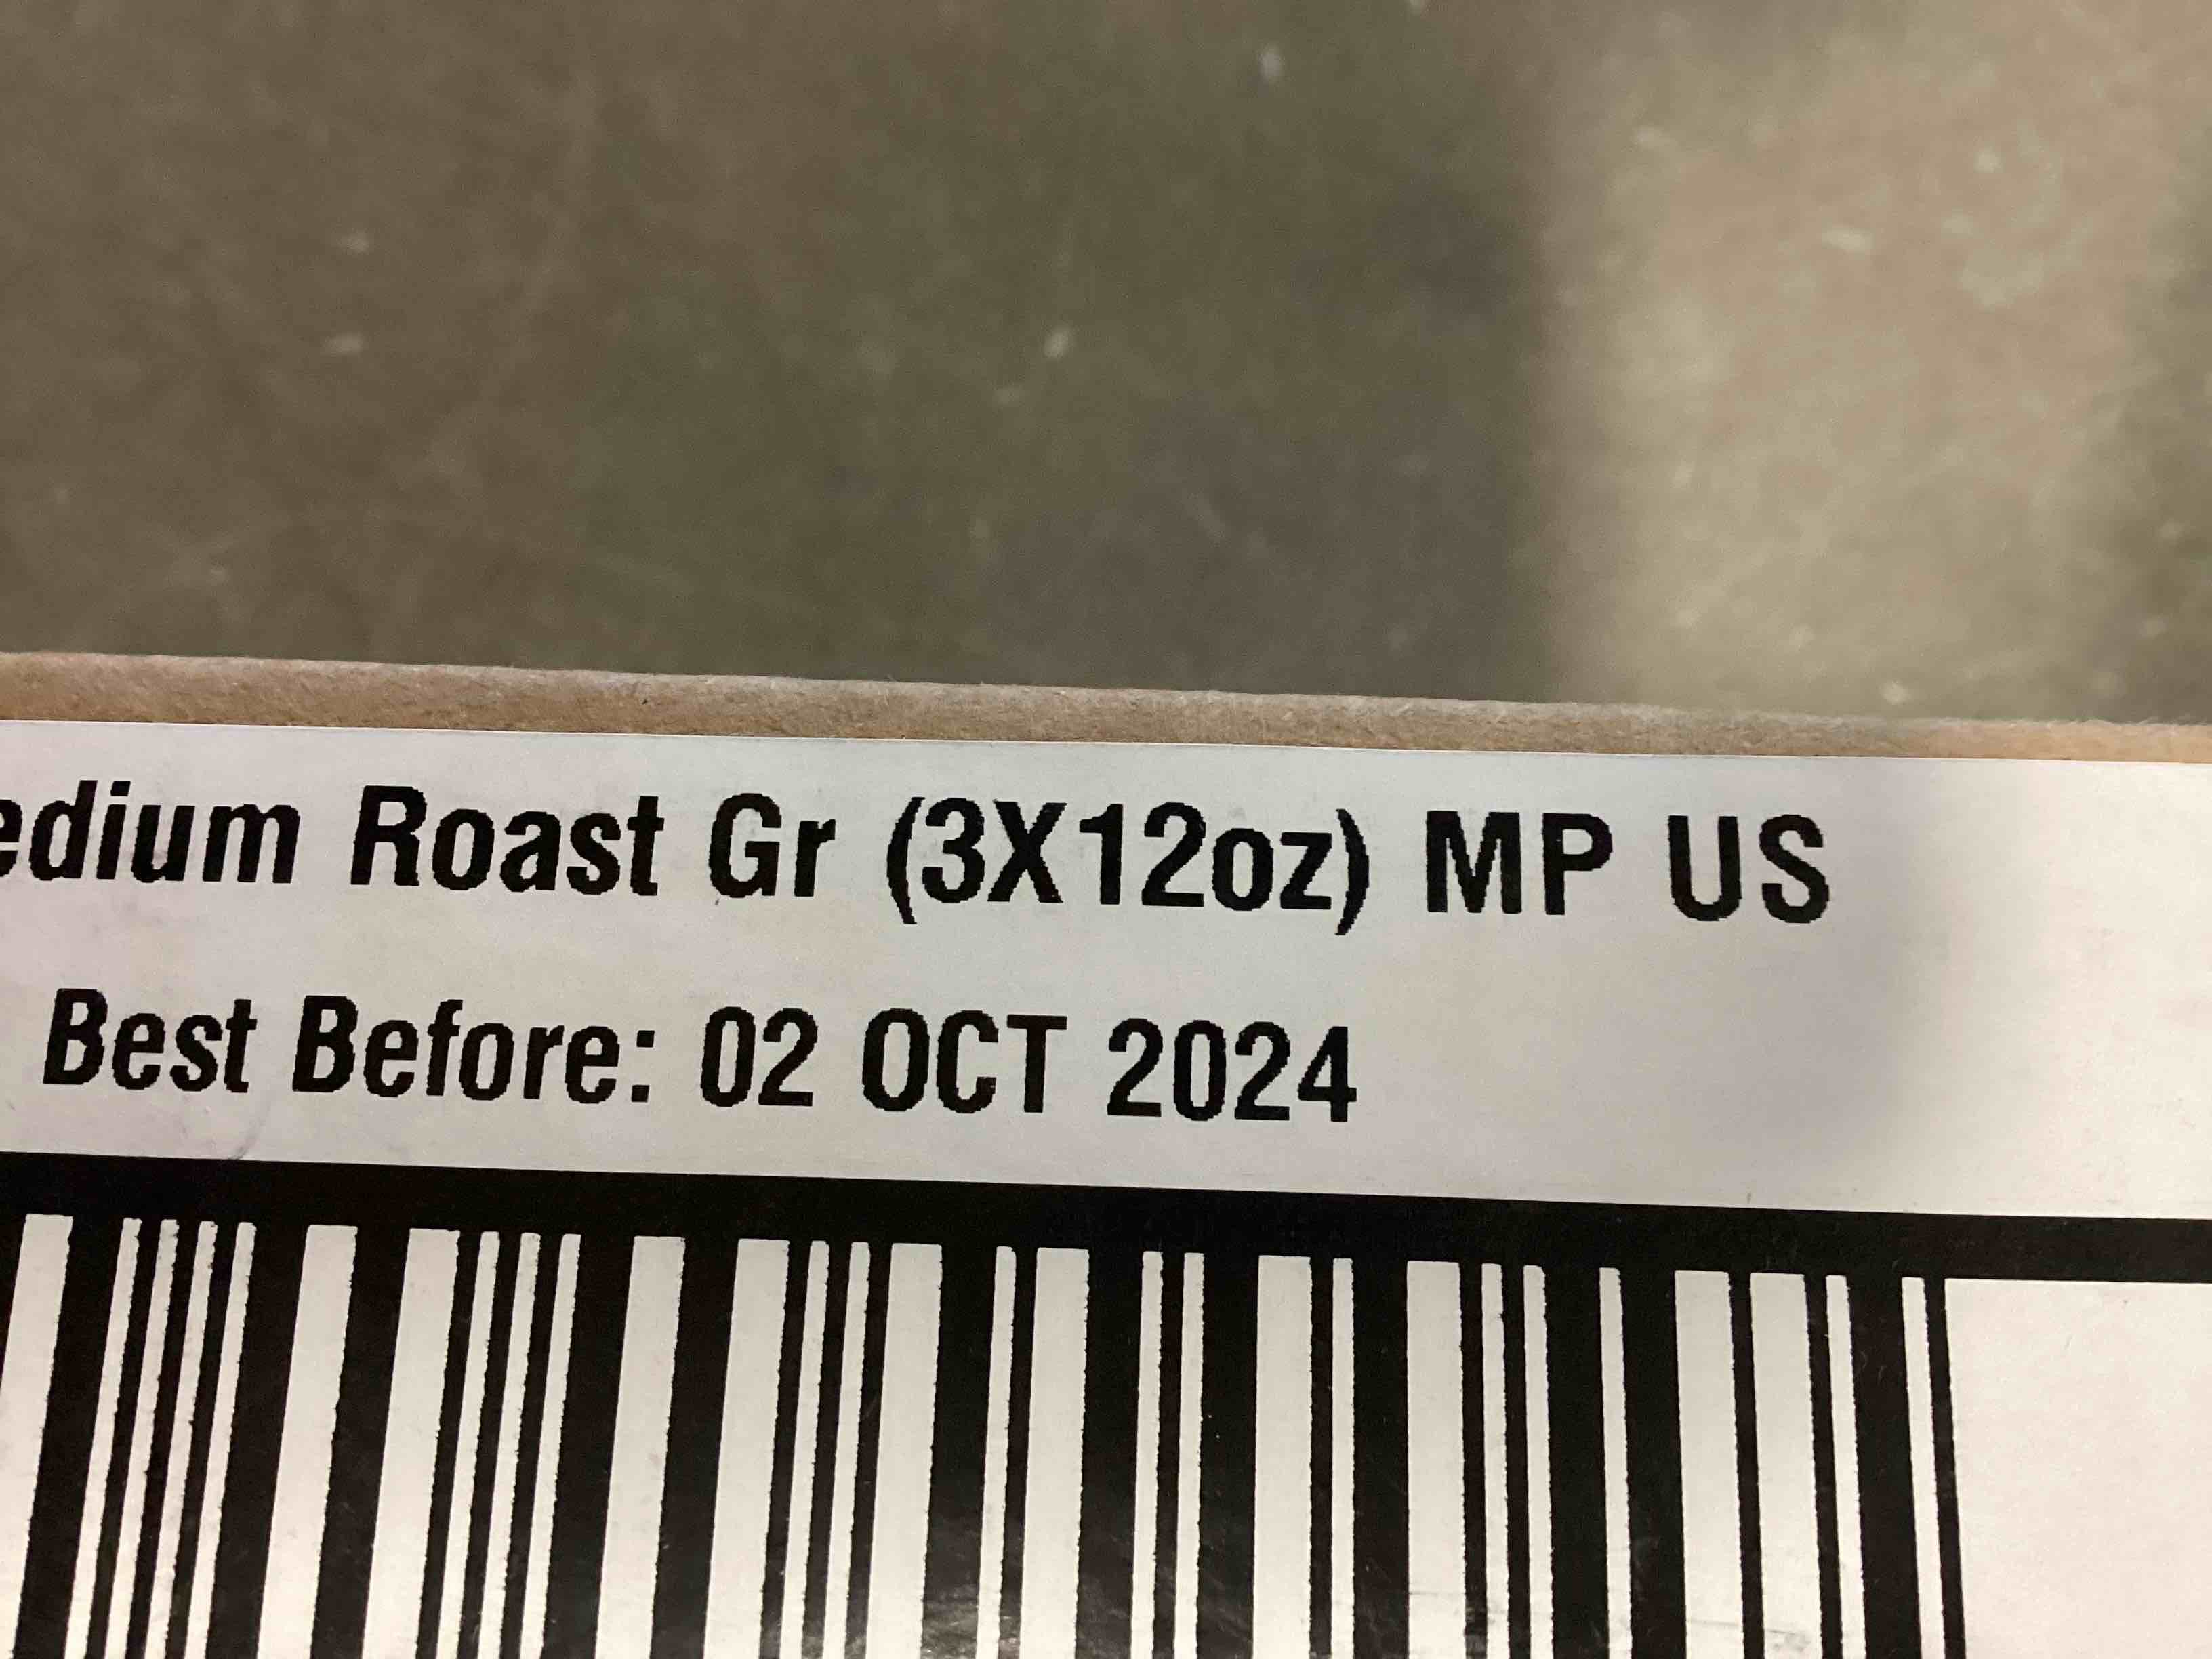 edium Roast Gr (3X12oz) MP US
Best Before: 02 OCT 2024